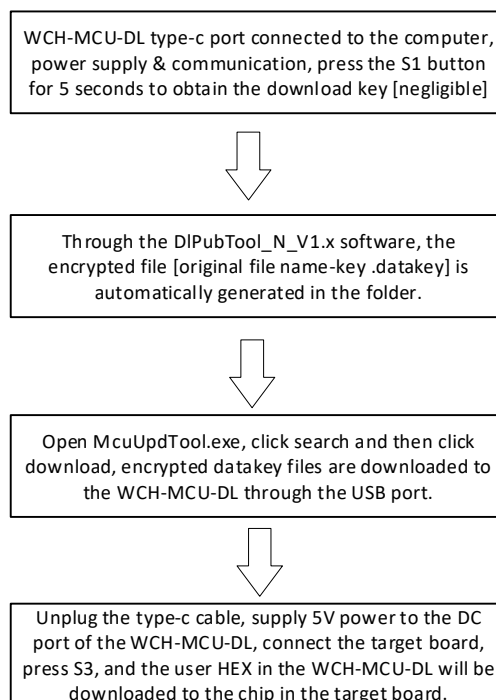 WCH-MCU-DL type-c port connected to the computer,
power supply & communication, press the S1 button
for 5 seconds to obtain the download key [negligible]
Through the DlPubTool_N_V1.x software, the
encrypted file [original file name-key .datakey] is
automatically generated in the folder.
Open McuUpdTool.exe, click search and then click
download, encrypted datakey files are downloaded to
the WCH-MCU-DL through the USB port.
Unplug the type-c cable, supply 5V power to the DC
port of the WCH-MCU-DL, connect the target board,
press S3, and the user HEX in the WCH-MCU-DL will be
downloaded to the chip in the target board.